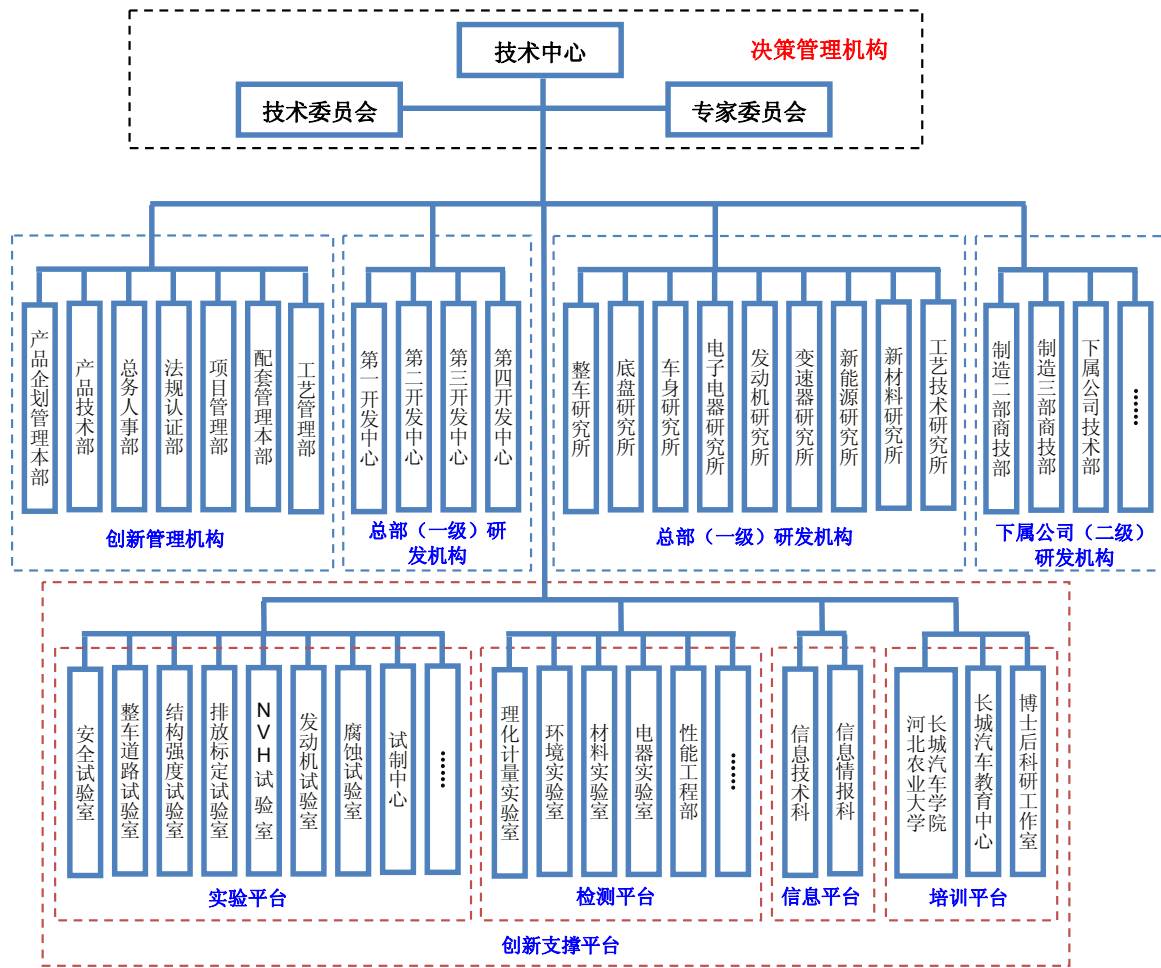 技术中心
决策管理机构
技术委员会
专家委员会
产品企划管理本部
产品技术部
总务人事部
法规认证部
项目管理部
配套管理本部
工艺管理部
创新管理机构
第一开发中心
第二开发中心
第三开发中心
第四开发中心
总部（一级）研
发机构
整车研究所
底盘研究所
车身研究所
电子电器研究所
发动机研究所
变速器研究所
新能源研究所
新材料研究所
工艺技术研究所
总部（一级）研发机构
制造二部商技部
制造三部商技部
下属公司技术部
……
下属公司（二级）
研发机构
安全试验室
整车道路试验室
结构强度试验室
排放标定试验室
NVH试验室
发动机试验室
腐蚀试验室
试制中心
……
实验平台
理化计量实验室
环境实验室
材料实验室
电器实验室
性能工程部
……
检测平台
信息技术科
信息情报科
信息平台
河北农业大学
长城汽车学院
长城汽车教育中心
博士后科研工作室
培训平台
创新支撑平台